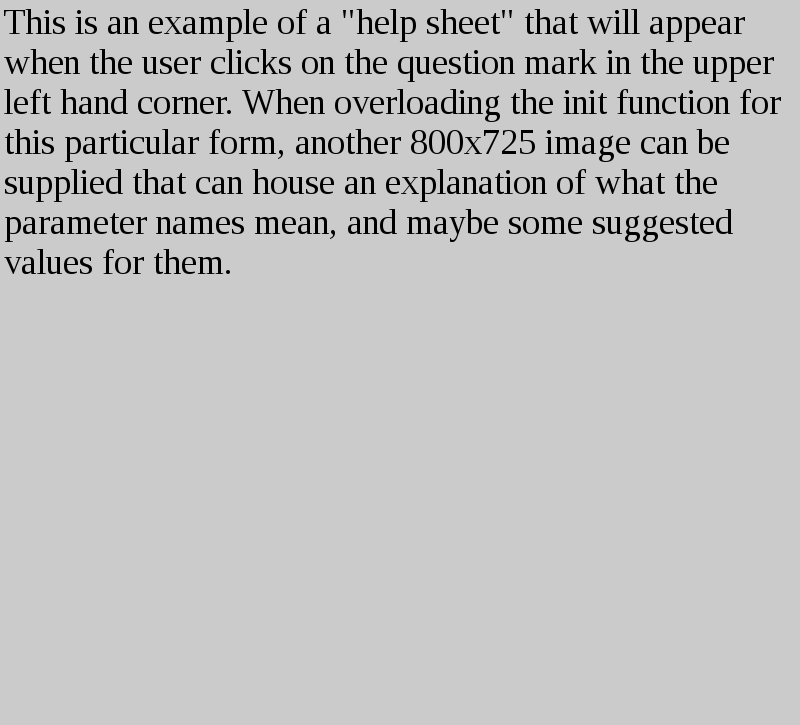 This is an example of a "help sheet" that will appear
when the user clicks on the question mark in the upper
left hand corner. When overloading the init function for
this particular form, another 800x725 image can be
supplied that can house an explanation of what the
parameter names mean, and maybe some suggested
values for them.